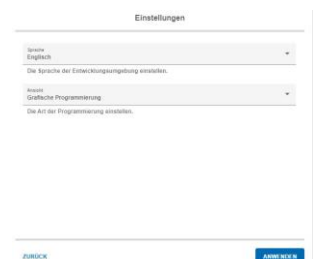 Einstellungen
Sprache
Englisch
Die Sprache der Entwicklungsumgebung einstellen.
Ansicht
Grafische Programmierung
Die Art der Programmierung einstellen.
ZURÜCK
ANWENDEN